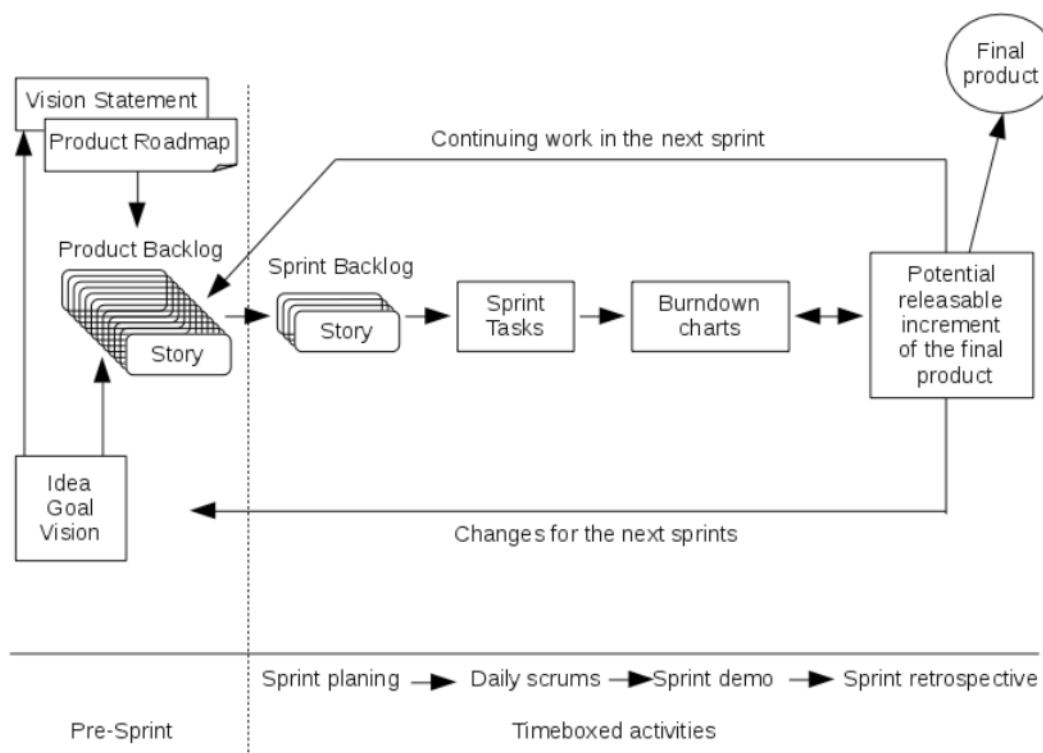 Final
product
Vision Statement
Product Roadmap
Continuing work in the next sprint
Product Backlog
Story
Sprint Backlog
Story
Sprint
Tasks
Burndown
charts
Potential
releasable
increment
of the final
product
Idea
Goal
Vision
Changes for the next sprints
Sprint planing
Daily scrums
Sprint demo
Sprint retrospective
Pre-Sprint
Timeboxed activities